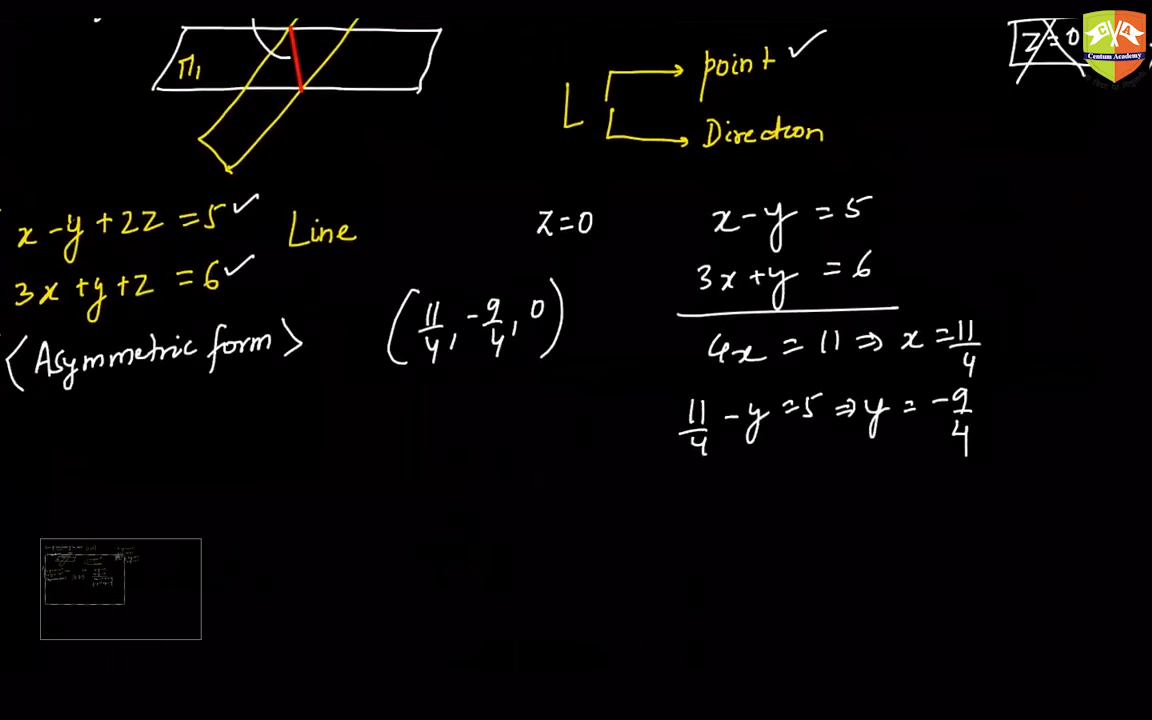 π₁
L
point ✓
Direction
Z=0
Centum Academy
x - y + 2z = 5 ✓
3x + y + z = 6 ✓
Line
<Asymmetric form>
z=0
(11/4, -9/4, 0)
x - y = 5
3x + y = 6
4x = 11 ⇒ x = 11/4
11/4 - y = 5 ⇒ y = -9/4